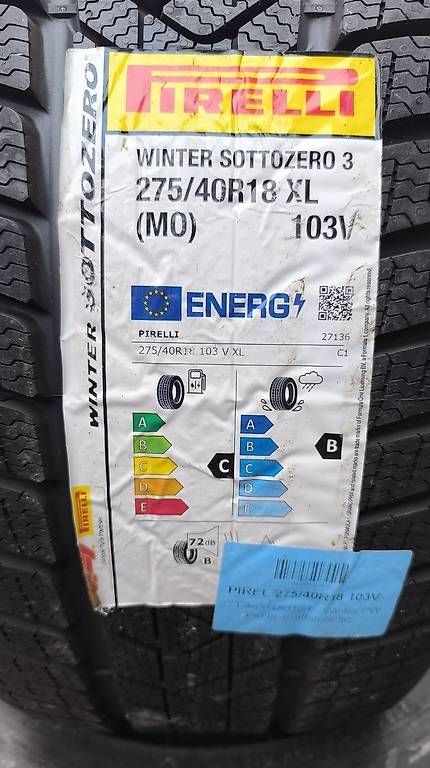 PIRELLI
WINTER SOTTOZERO 3
275/40R18 XL
(MO) 103V
WINTER SOTTOZERO
ENERG
PIRELLI 27136
275/40R18 103 V XL C1
A A
B B B
C C C
D D
E E
72dB
B
PIRELLI
PIREL 275/40R18 103V